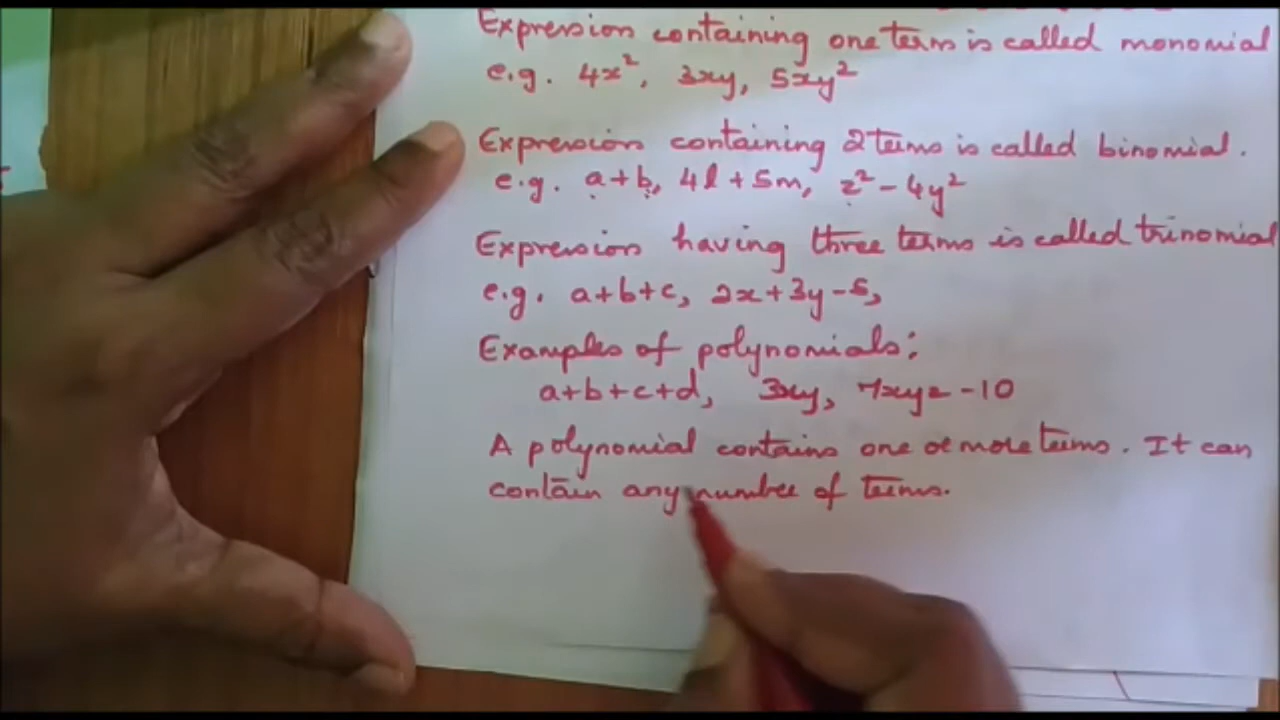 Expression containing one term is called monomial
e.g. 4x², 3xy, 5xy²
Expression containing 2 terms is called binomial.
e.g. a+b, 4l+5m, z²-4y²
Expression having three terms is called trinomial
e.g. a+b+c, 2x+3y-5,
Examples of polynomials:
a+b+c+d, 3xy, 7xyz-10
A polynomial contains one or more terms. It can
contain any number of terms.